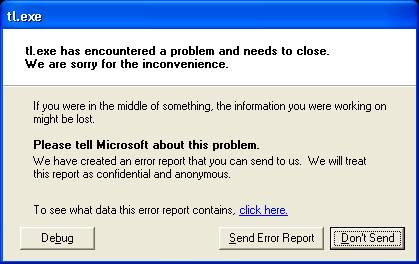 tl.exe
tl.exe has encountered a problem and needs to close.
We are sorry for the inconvenience.
If you were in the middle of something, the information you were working on
might be lost.
Please tell Microsoft about this problem.
We have created an error report that you can send to us. We will treat
this report as confidential and anonymous.
To see what data this error report contains, click here.
Debug
Send Error Report
Don't Send